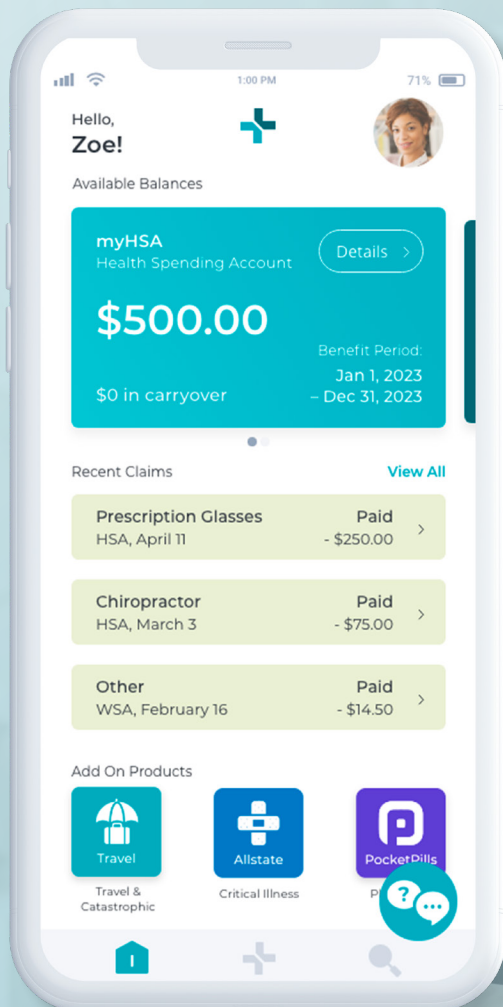 1:00 PM
71%
Hello,
Zoe!
Available Balances
myHSA
Health Spending Account
Details >
$500.00
Benefit Period:
$0 in carryover
Jan 1, 2023
– Dec 31, 2023
Recent Claims
View All
Prescription Glasses
Paid
HSA, April 11
- $250.00
Chiropractor
Paid
HSA, March 3
- $75.00
Other
Paid
WSA, February 16
- $14.50
Add On Products
Travel
Allstate
PocketPills
Travel &
Catastrophic
Critical Illness